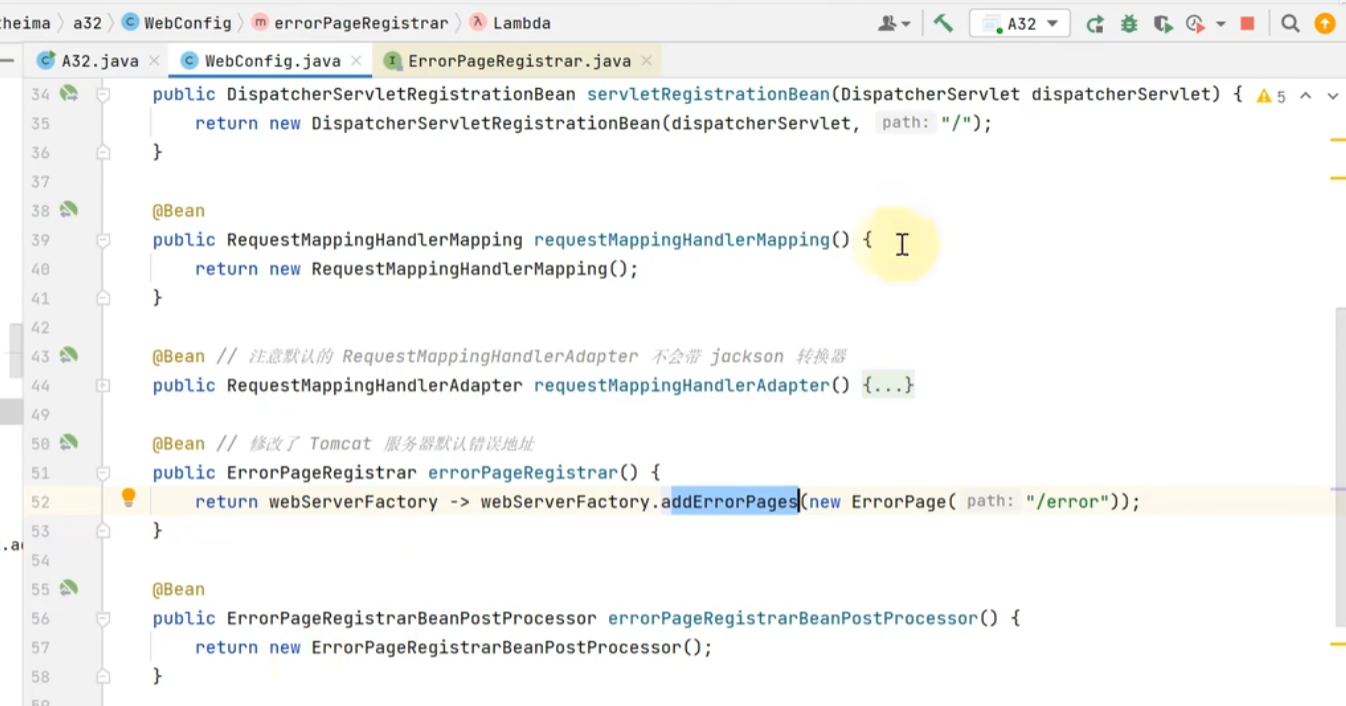 heima > a32 > WebConfig > errorPageRegistrar > Lambda
A32
A32.java WebConfig.java ErrorPageRegistrar.java
34 public DispatcherServletRegistrationBean servletRegistrationBean(DispatcherServlet dispatcherServlet) { 5
35 return new DispatcherServletRegistrationBean(dispatcherServlet, path: "/");
36 }
37
38 @Bean
39 public RequestMappingHandlerMapping requestMappingHandlerMapping() {
40 return new RequestMappingHandlerMapping();
41 }
42
43 @Bean // 注意默认的 RequestMappingHandlerAdapter 不会带 jackson 转换器
44 public RequestMappingHandlerAdapter requestMappingHandlerAdapter() {...}
49
50 @Bean // 修改了 Tomcat 服务器默认错误地址
51 public ErrorPageRegistrar errorPageRegistrar() {
52 return webServerFactory -> webServerFactory.addErrorPages(new ErrorPage( path: "/error"));
53 }
.a
54
55 @Bean
56 public ErrorPageRegistrarBeanPostProcessor errorPageRegistrarBeanPostProcessor() {
57 return new ErrorPageRegistrarBeanPostProcessor();
58 }
59